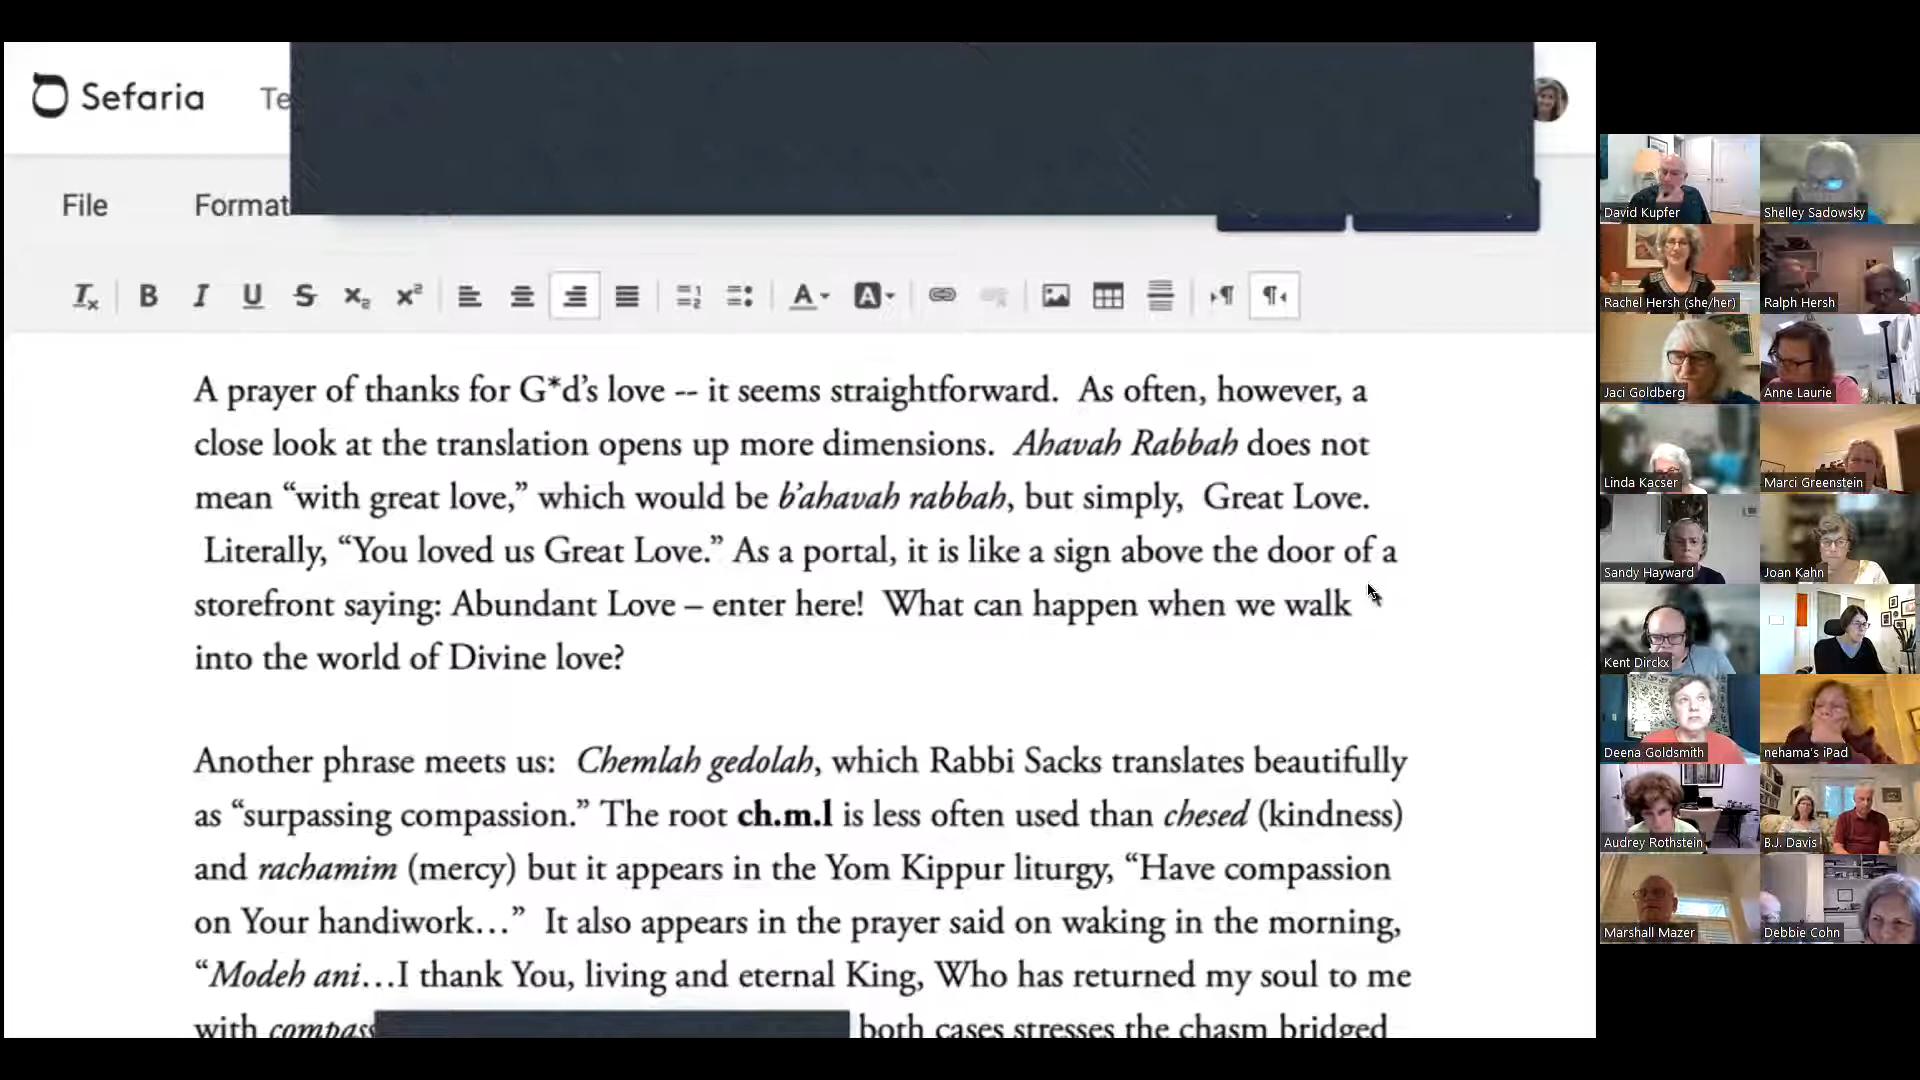 Sefaria
Te
File
Format
A prayer of thanks for G*d’s love -- it seems straightforward.  As often, however, a
close look at the translation opens up more dimensions.  Ahavah Rabbah does not
mean “with great love,” which would be b’ahavah rabbah, but simply,  Great Love.
Literally, “You loved us Great Love.” As a portal, it is like a sign above the door of a
storefront saying: Abundant Love – enter here!  What can happen when we walk
into the world of Divine love?
Another phrase meets us:  Chemlah gedolah, which Rabbi Sacks translates beautifully
as “surpassing compassion.” The root ch.m.l is less often used than chesed (kindness)
and rachamim (mercy) but it appears in the Yom Kippur liturgy, “Have compassion
on Your handiwork…”  It also appears in the prayer said on waking in the morning,
“Modeh ani…I thank You, living and eternal King, Who has returned my soul to me
with compass both cases stresses the chasm bridged
David Kupfer
Shelley Sadowsky
Rachel Hersh (she/her)
Ralph Hersh
Jaci Goldberg
Anne Laurie
Linda Kacser
Marci Greenstein
Sandy Hayward
Joan Kahn
Kent Dirckx
Deena Goldsmith
nehama's iPad
Audrey Rothstein
B.J. Davis
Marshall Mazer
Debbie Cohn